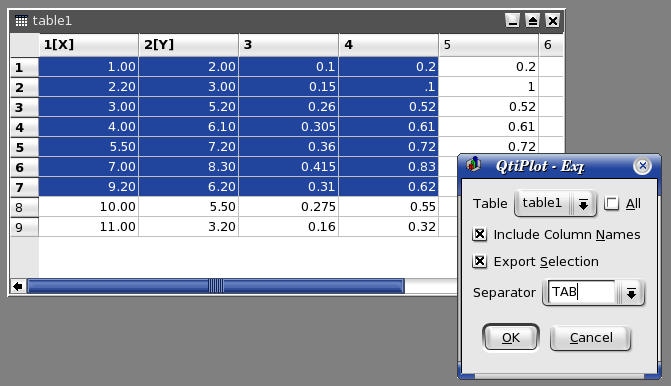 table1
1[X] 2[Y] 3 4 5 6
1 1.00 2.00 0.1 0.2 0.2
2 2.20 3.00 0.15 .1 1
3 3.00 5.20 0.26 0.52 0.52
4 4.00 6.10 0.305 0.61 0.61
5 5.50 7.20 0.36 0.72 0.72
6 7.00 8.30 0.415 0.83
7 9.20 6.20 0.31 0.62
8 10.00 5.50 0.275 0.55
9 11.00 3.20 0.16 0.32
QtiPlot - Exp
Table table1 All
Include Column Names
Export Selection
Separator TAB
OK Cancel